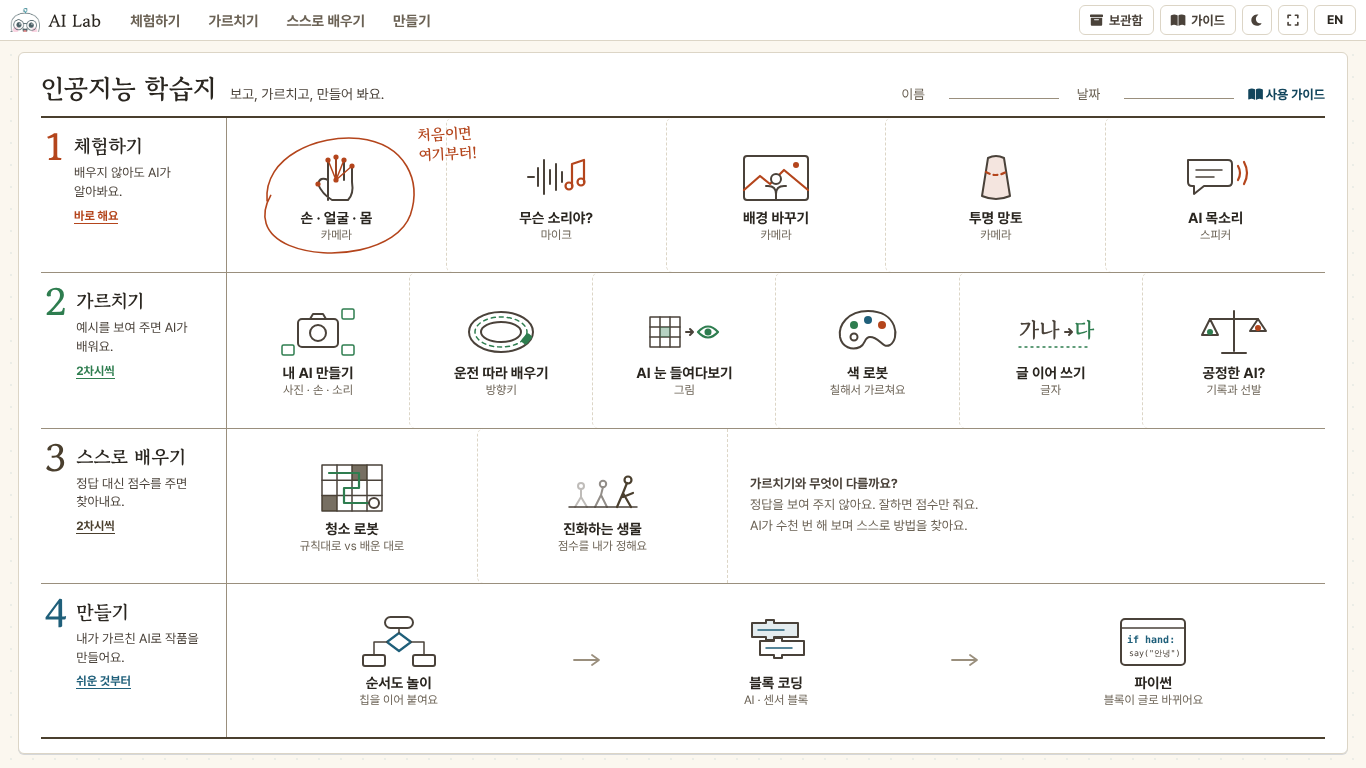 AI Lab
체험하기
가르치기
스스로 배우기
만들기
보관함
가이드
EN
인공지능 학습지
보고, 가르치고, 만들어 봐요.
이름
날짜
사용 가이드
1
체험하기
배우지 않아도 AI가
알아봐요.
바로 해요
처음이면
여기부터!
손 · 얼굴 · 몸
카메라
무슨 소리야?
마이크
배경 바꾸기
카메라
투명 망토
카메라
AI 목소리
스피커
2
가르치기
예시를 보여 주면 AI가
배워요.
2차시씩
내 AI 만들기
사진 · 손 · 소리
운전 따라 배우기
방향키
AI 눈 들여다보기
그림
색 로봇
칠해서 가르쳐요
가나→다
글 이어 쓰기
글자
공정한 AI?
기록과 선발
3
스스로 배우기
정답 대신 점수를 주면
찾아내요.
2차시씩
청소 로봇
규칙대로 vs 배운 대로
진화하는 생물
점수를 내가 정해요
가르치기와 무엇이 다를까요?
정답을 보여 주지 않아요. 잘하면 점수만 줘요.
AI가 수천 번 해 보며 스스로 방법을 찾아요.
4
만들기
내가 가르친 AI로 작품을
만들어요.
쉬운 것부터
순서도 놀이
칩을 이어 붙여요
블록 코딩
AI · 센서 블록
if hand:
say("안녕")
파이썬
블록이 글로 바뀌어요